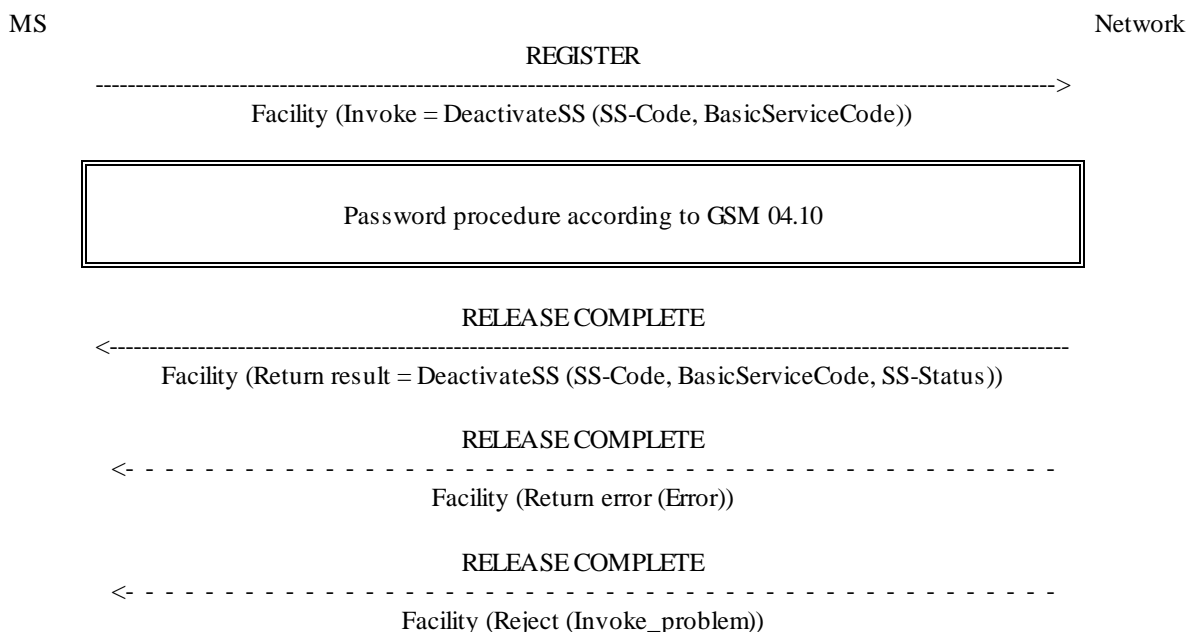 MS Network
REGISTER
Facility (Invoke = DeactivateSS (SS-Code, BasicServiceCode))
Password procedure according to GSM 04.10
RELEASE COMPLETE
Facility (Return result = DeactivateSS (SS-Code, BasicServiceCode, SS-Status))
RELEASE COMPLETE
Facility (Return error (Error))
RELEASE COMPLETE
Facility (Reject (Invoke_problem))